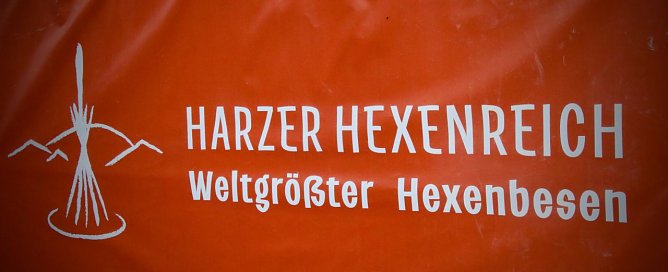 HARZER HEXENREICH
Weltgrößter Hexenbesen